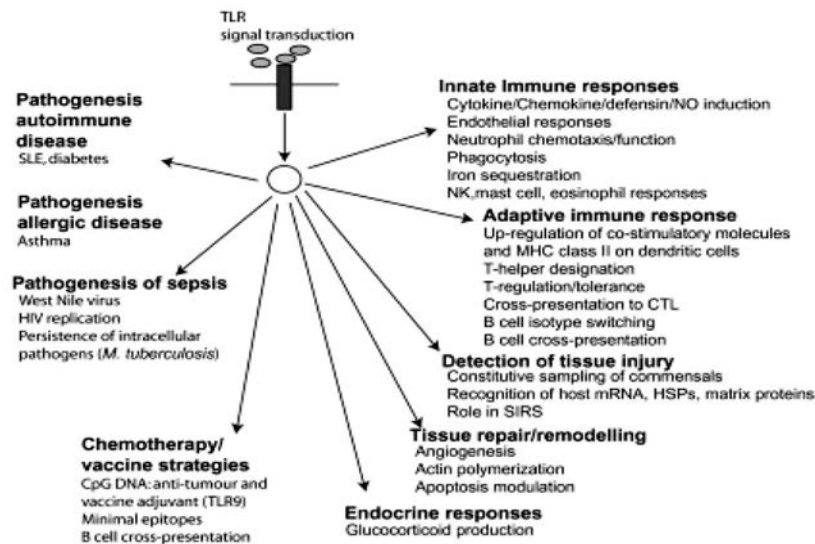 TLR
signal transduction
Pathogenesis
autoimmune
disease
SLE, diabetes
Pathogenesis
allergic disease
Asthma
Pathogenesis of sepsis
West Nile virus
HIV replication
Persistence of intracellular
pathogens (M. tuberculosis)
Chemotherapy/
vaccine strategies
CpG DNA: anti-tumour and
vaccine adjuvant (TLR9)
Minimal epitopes
B cell cross-presentation
Innate Immune responses
Cytokine/Chemokine/defensin/NO induction
Endothelial responses
Neutrophil chemotaxis/function
Phagocytosis
Iron sequestration
NK, mast cell, eosinophil responses
Adaptive immune response
Up-regulation of co-stimulatory molecules
and MHC class II on dendritic cells
T-helper designation
T-regulation/tolerance
Cross-presentation to CTL
B cell isotype switching
B cell cross-presentation
Detection of tissue injury
Constitutive sampling of commensals
Recognition of host mRNA, HSPs, matrix proteins
Role in SIRS
Tissue repair/remodelling
Angiogenesis
Actin polymerization
Apoptosis modulation
Endocrine responses
Glucocorticoid production